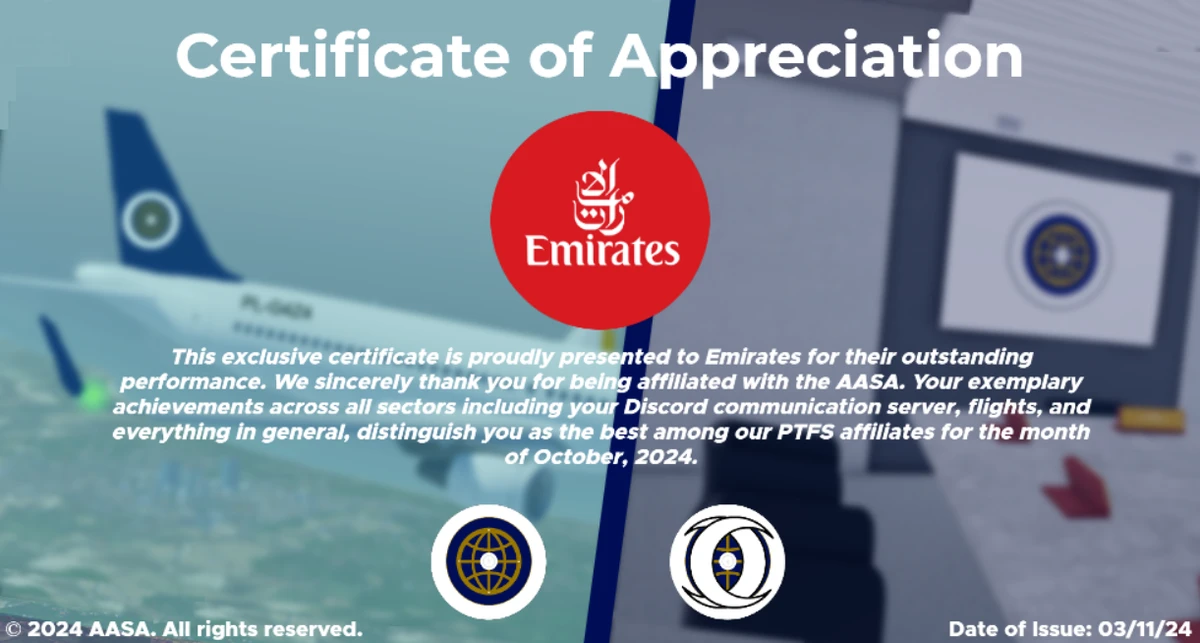 Certificate of Appreciation
Emirates
This exclusive certificate is proudly presented to Emirates for their outstanding
performance. We sincerely thank you for being affiliated with the AASA. Your exemplary
achievements across all sectors including your Discord communication server, flights, and
everything in general, distinguish you as the best among our PTFS affiliates for the month
of October, 2024.
© 2024 AASA. All rights reserved.
Date of Issue: 03/11/24